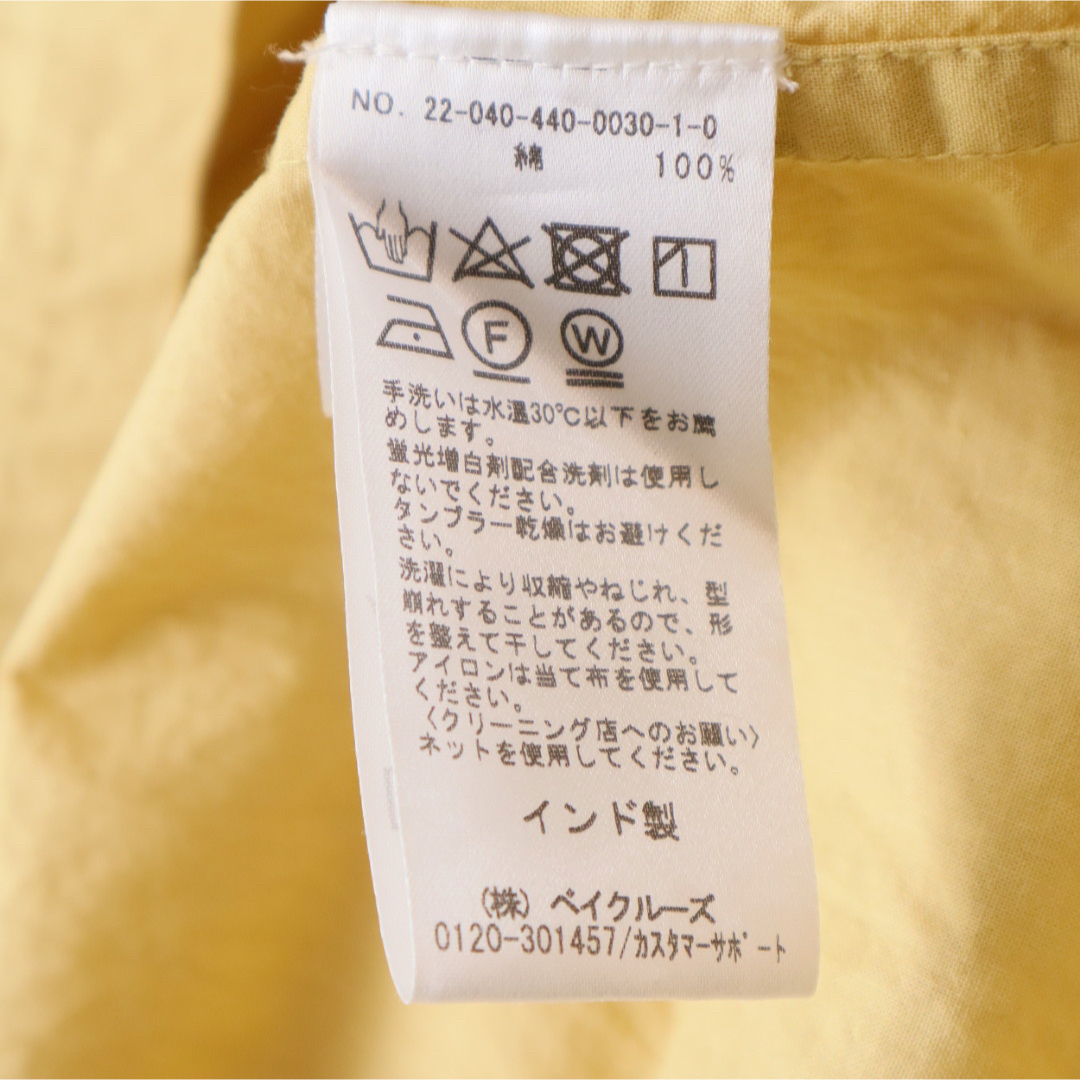 NO. 22-040-440-0030-1-0
綿 100%
F
W
手洗いは水温30℃以下をお薦
めします。
蛍光増白剤配合洗剤は使用し
ないでください。
タンブラー乾燥はお避けくだ
さい。
洗濯により収縮やねじれ、型
崩れすることがあるので、形
を整えて干してください。
アイロンは当て布を使用して
ください。
〈クリーニング店へのお願い〉
ネットを使用してください。
インド製
(株) ベイクルーズ
0120-301457/カスタマーサポート